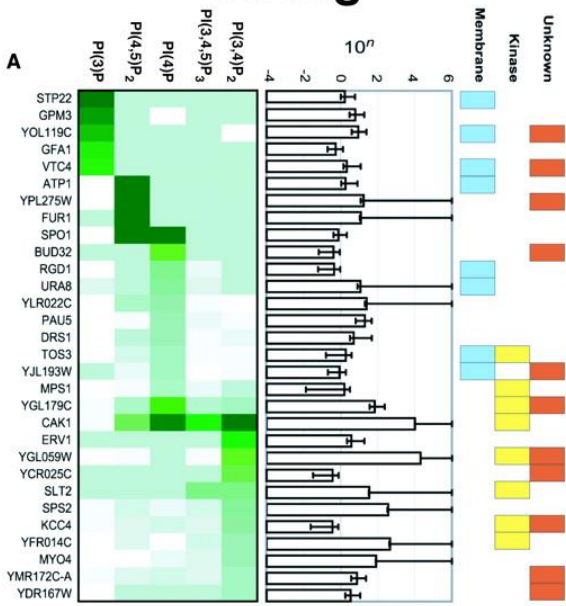 A
PI(3)P
PI(4,5)P2
PI(4)P
PI(3,4,5)P3
PI(3,4)P2
10^n
-4 -2 0 2 4 6
Membrane
Kinase
Unknown
STP22
GPM3
YOL119C
GFA1
VTC4
ATP1
YPL275W
FUR1
SPO1
BUD32
RGD1
URA8
YLR022C
PAU5
DRS1
TOS3
YJL193W
MPS1
YGL179C
CAK1
ERV1
YGL059W
YCR025C
SLT2
SPS2
KCC4
YFR014C
MYO4
YMR172C-A
YDR167W